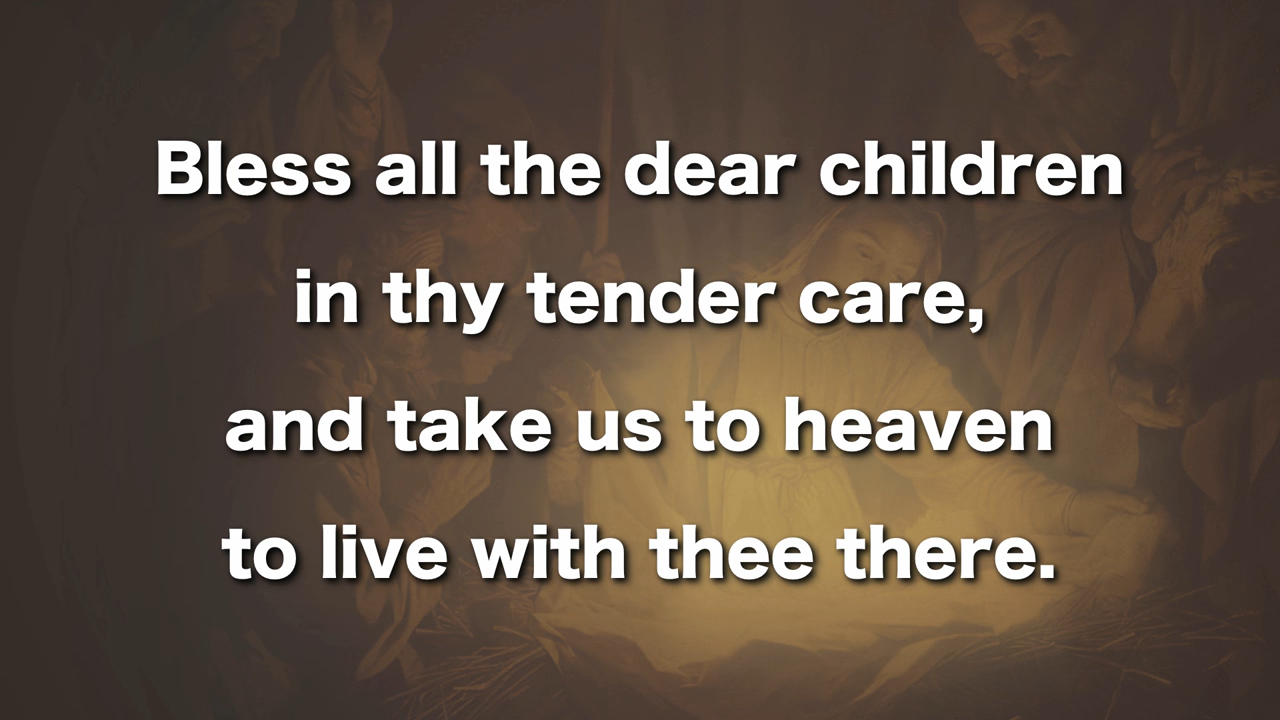 Bless all the dear children
in thy tender care,
and take us to heaven
to live with thee there.